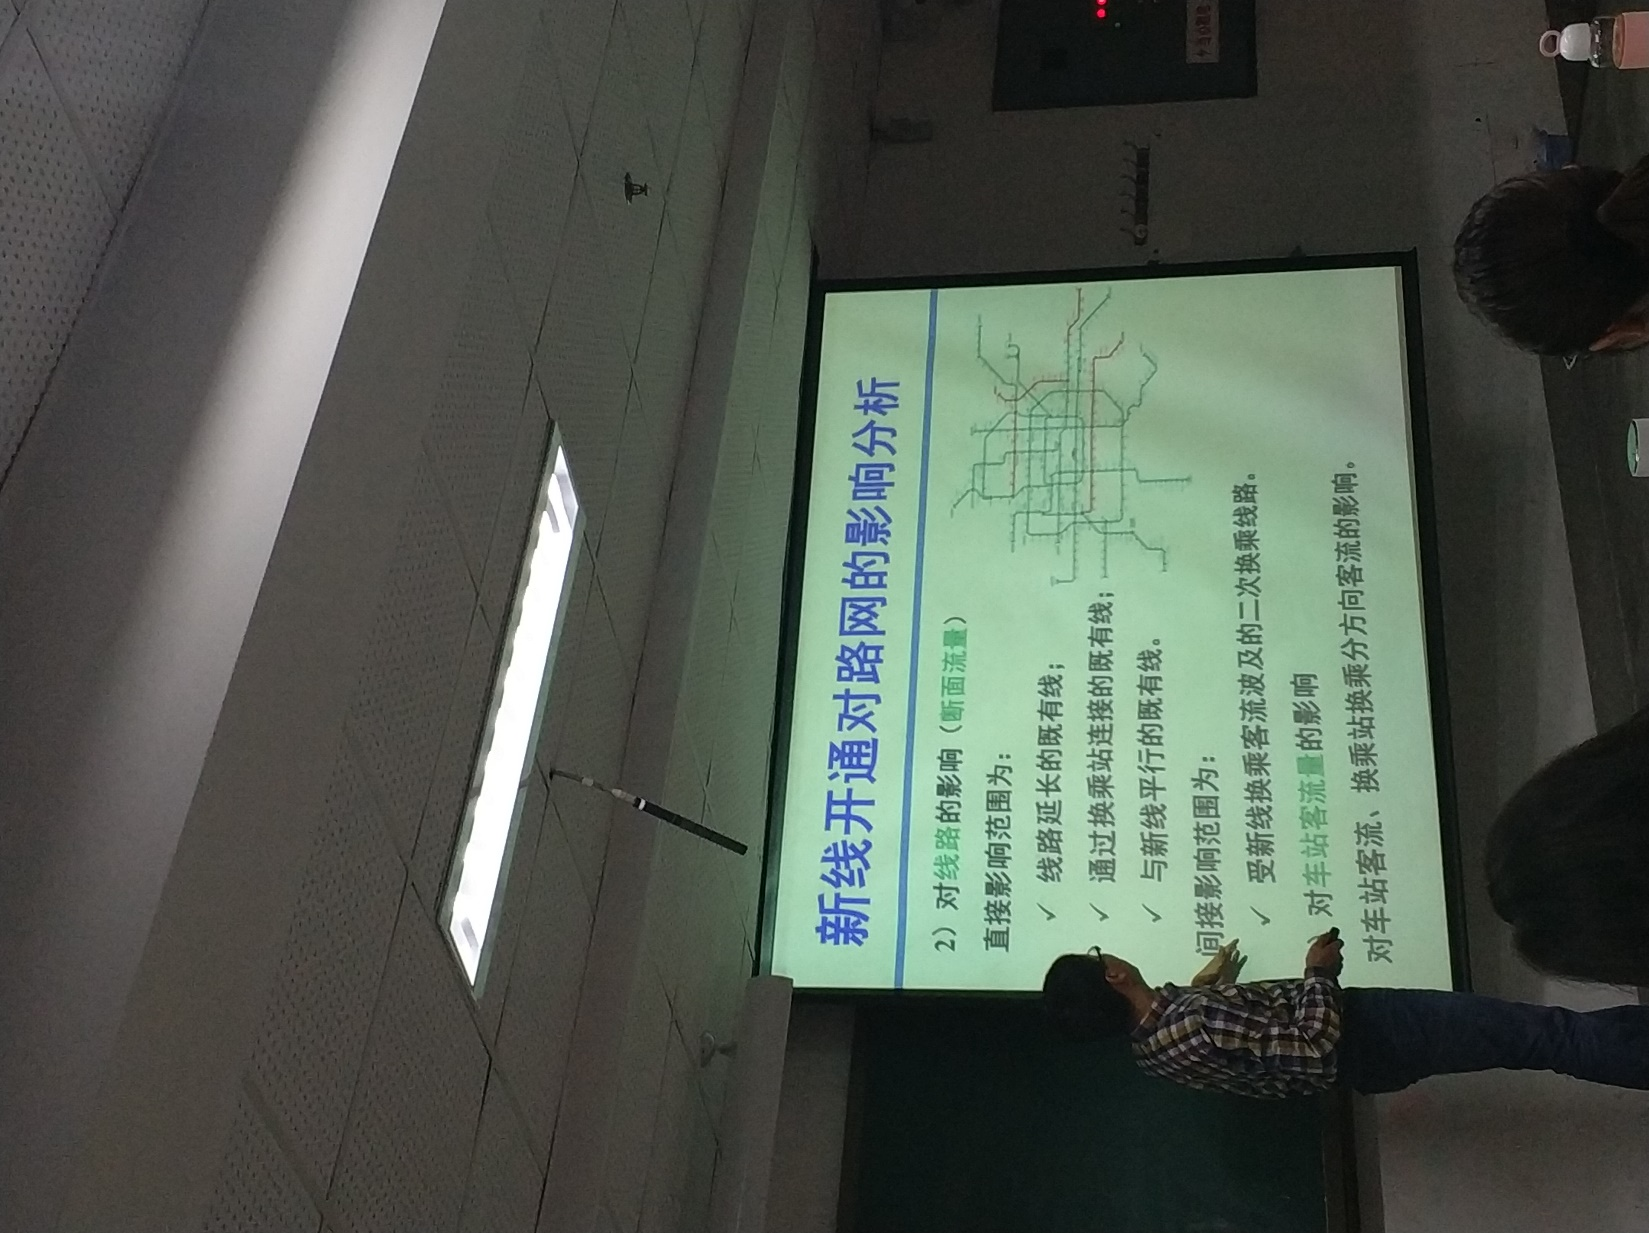 新线开通对路网的影响分析
2）对线路的影响（断面流量）
直接影响范围为：
✓ 线路延长的既有线；
✓ 通过换乘站连接的既有线；
✓ 与新线平行的既有线。
间接影响范围为：
✓ 受新线换乘客流波及的二次换乘线路。
对车站客流量的影响
对车站客流、换乘站换乘分方向客流的影响。